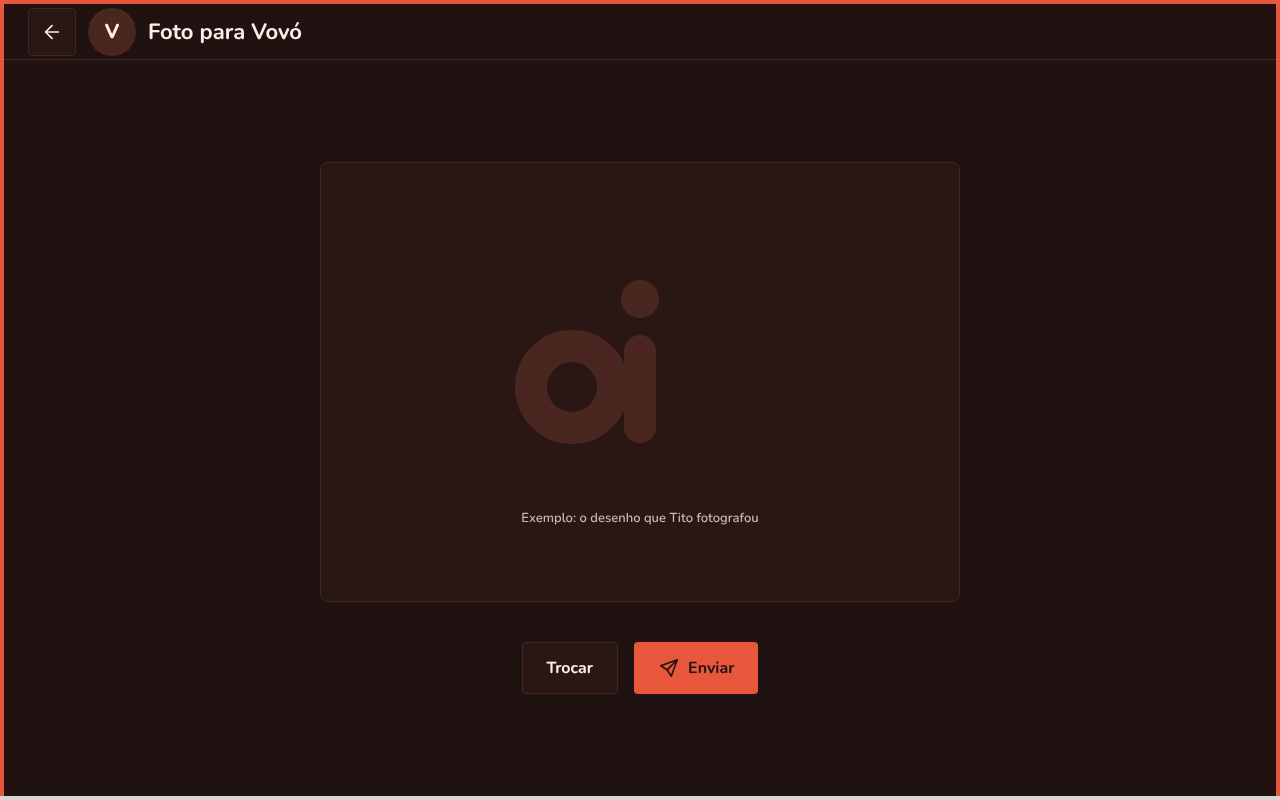 V
Foto para Vovó
oi
Exemplo: o desenho que Tito fotografou
Trocar
Enviar